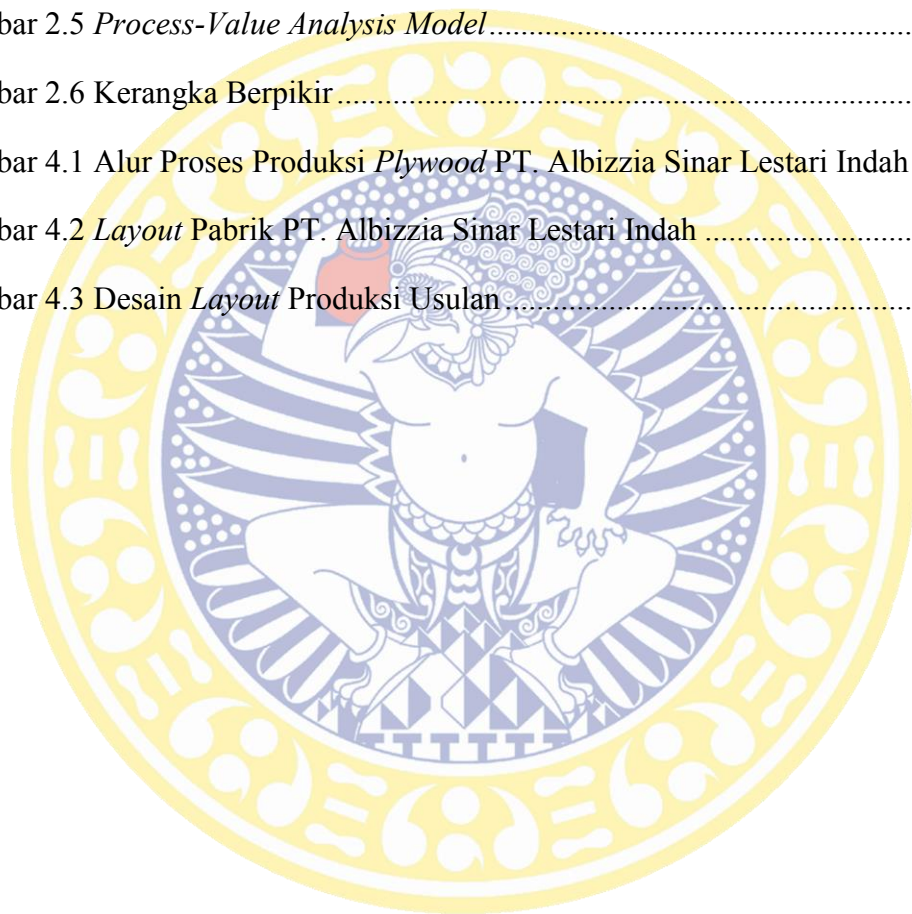 bar 2.5 Process-Value Analysis Model........................................................
bar 2.6 Kerangka Berpikir............................................................................
bar 4.1 Alur Proses Produksi Plywood PT. Albizzia Sinar Lestari Indah
bar 4.2 Layout Pabrik PT. Albizzia Sinar Lestari Indah ...........................
bar 4.3 Desain Layout Produksi Usulan.......................................................